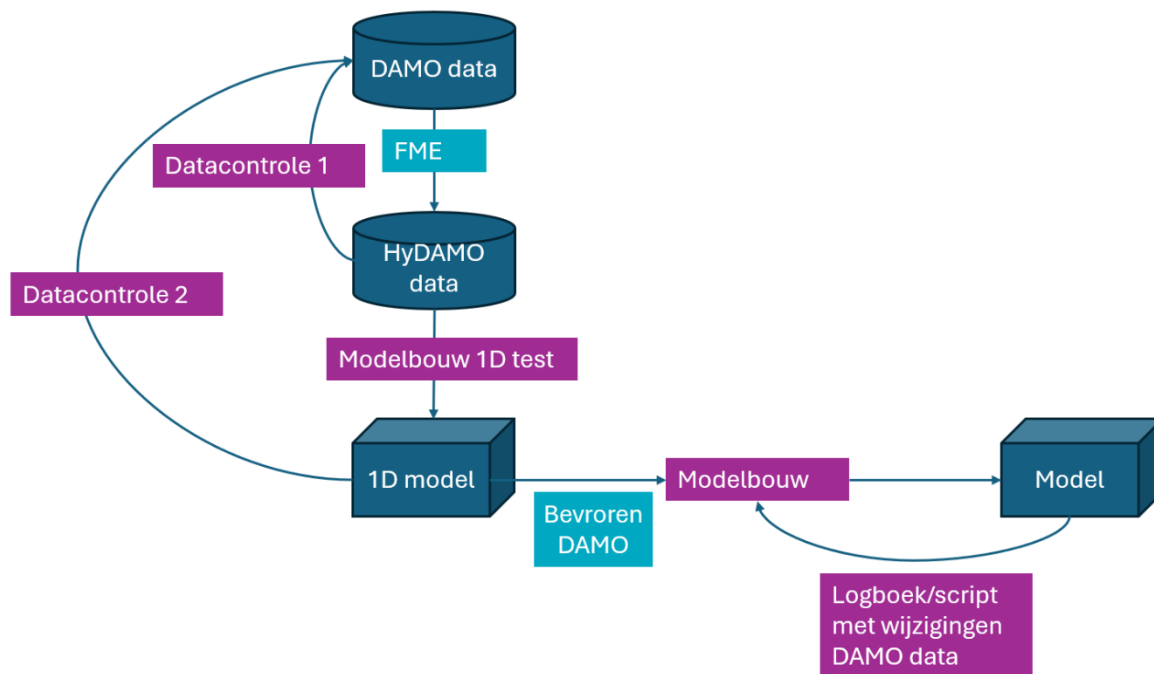 DAMO data
FME
Datacontrole 1
HyDAMO
data
Datacontrole 2
Modelbouw 1D test
1D model
Modelbouw
Model
Bevroren
DAMO
Logboek/script
met wijzigingen
DAMO data